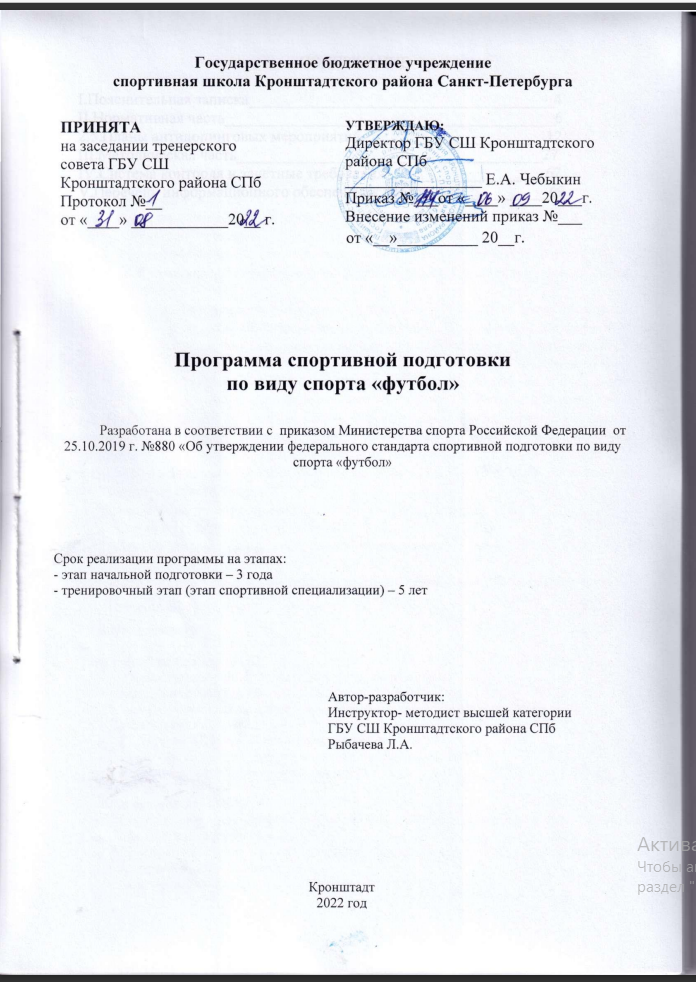 Государственное бюджетное учреждение
спортивная школа Кронштадтского района Санкт-Петербурга
ПРИНЯТА
на заседании тренерского
совета ГБУ СШ
Кронштадтского района СПб
Протокол №1
от «31» 08 2022 г.
УТВЕРЖДАЮ:
Директор ГБУ СШ Кронштадтского
района СПб
Е.А. Чебыкин
Приказ № от «06» 09 2022 г.
Внесение изменений приказ №___
от «__»__________ 20__г.
Программа спортивной подготовки
по виду спорта «футбол»
Разработана в соответствии с приказом Министерства спорта Российской Федерации от
25.10.2019 г. №880 «Об утверждении федерального стандарта спортивной подготовки по виду
спорта «футбол»
Срок реализации программы на этапах:
- этап начальной подготовки – 3 года
- тренировочный этап (этап спортивной специализации) – 5 лет
Автор-разработчик:
Инструктор- методист высшей категории
ГБУ СШ Кронштадтского района СПб
Рыбачева Л.А.
Кронштадт
2022 год
Актива
Чтобы а
раздел "